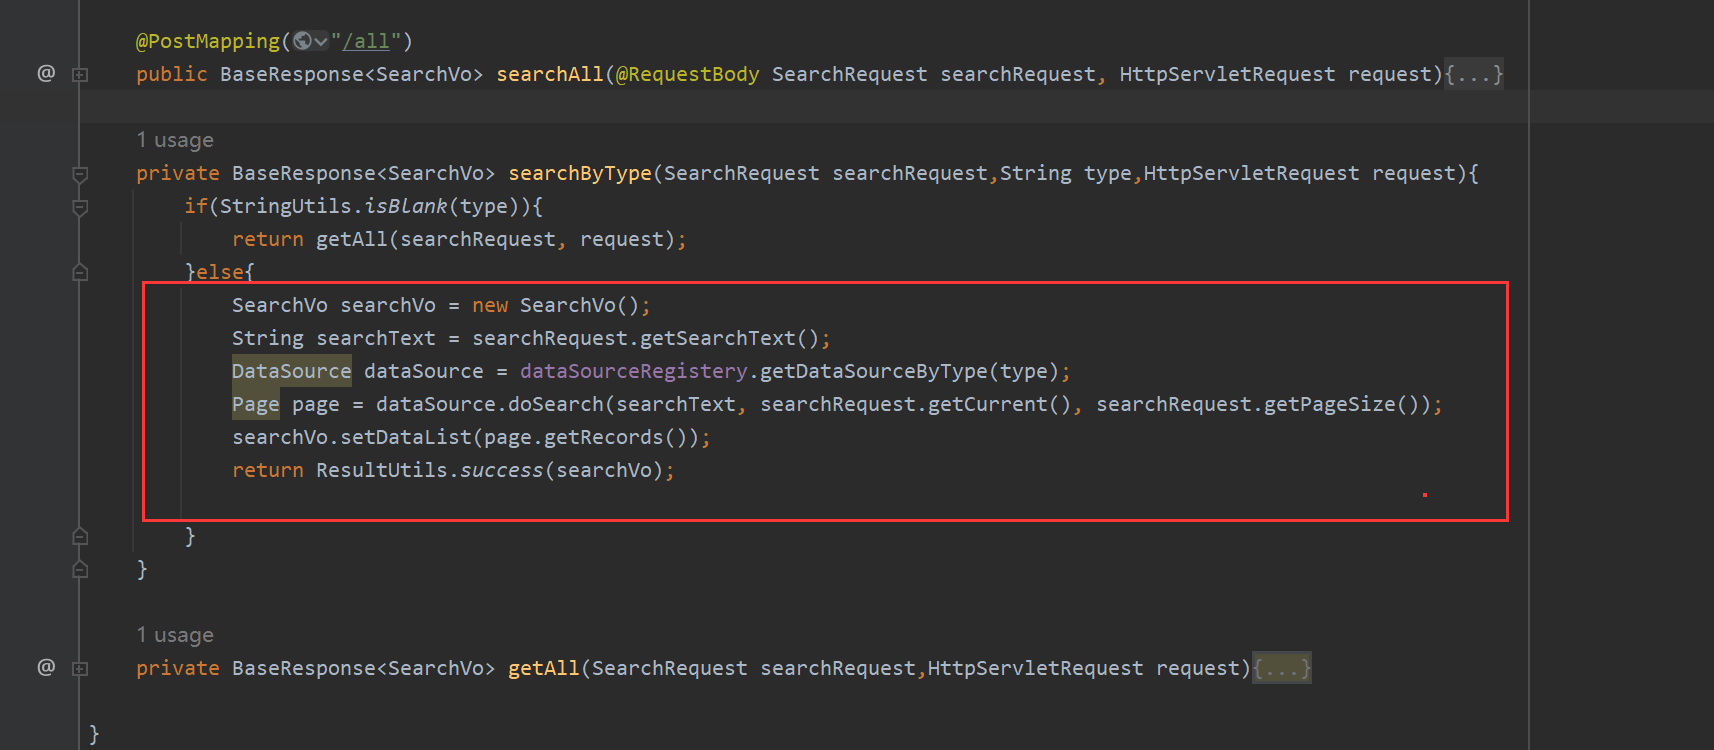 @PostMapping("/all")
@ public BaseResponse<SearchVo> searchAll(@RequestBody SearchRequest searchRequest, HttpServletRequest request){...}
1 usage
private BaseResponse<SearchVo> searchByType(SearchRequest searchRequest,String type,HttpServletRequest request){
if(StringUtils.isBlank(type)){
return getAll(searchRequest, request);
}else{
SearchVo searchVo = new SearchVo();
String searchText = searchRequest.getSearchText();
DataSource dataSource = dataSourceRegistery.getDataSourceByType(type);
Page page = dataSource.doSearch(searchText, searchRequest.getCurrent(), searchRequest.getPageSize());
searchVo.setDataList(page.getRecords());
return ResultUtils.success(searchVo);
}
}
1 usage
@ private BaseResponse<SearchVo> getAll(SearchRequest searchRequest,HttpServletRequest request){...}
}